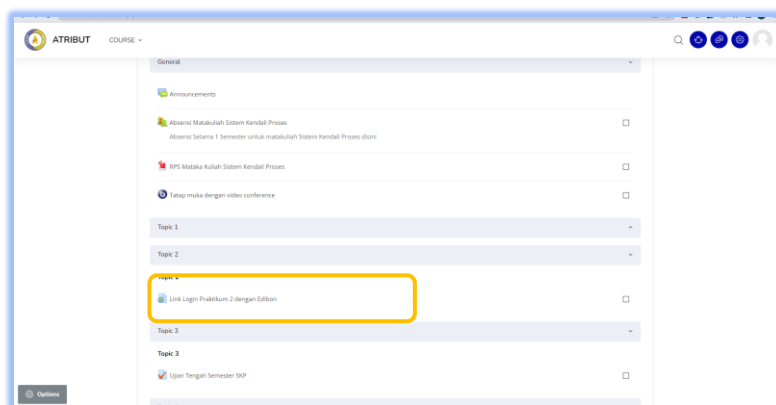 ATRIBUT COURSE
General
Announcements
Absensi Matakuliah Sistem Kendali Proses
Absensi Selama 1 Semester untuk matakuliah Sistem Kendali Proses disini
RPS Mataka Kuliah Sistem Kendali Proses
Tatap muka dengan video conference
Topic 1
Topic 2
Topic 2
Link Login Praktikum 2 dengan Edibon
Topic 3
Topic 3
Ujian Tengah Semester SKP
Options